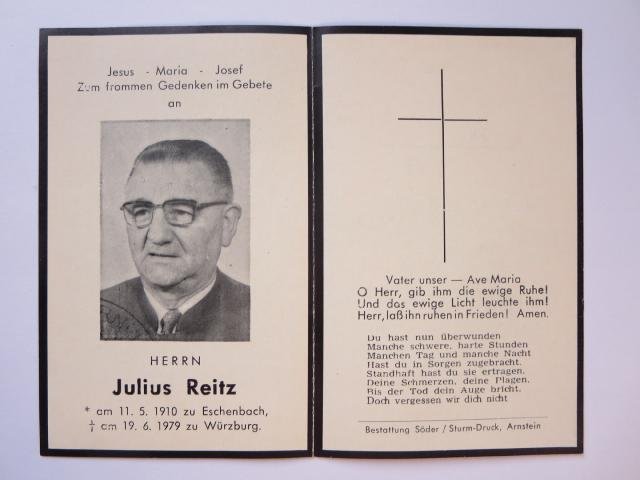 Jesus - Maria - Josef
Zum frommen Gedenken im Gebete
an
HERRN
Julius Reitz
* am 11. 5. 1910 zu Eschenbach,
am 19. 6. 1979 zu Würzburg.
Vater unser — Ave Maria
O Herr, gib ihm die ewige Ruhe!
Und das ewige Licht leuchte ihm!
Herr, laß ihn ruhen in Frieden! Amen.
Du hast nun überwunden
Manche schwere, harte Stunden
Manchen Tag und manche Nacht
Hast du in Sorgen zugebracht.
Standhaft hast du sie ertragen.
Deine Schmerzen, deine Plagen.
Bis der Tod dein Auge bricht.
Doch vergessen wir dich nicht
Bestattung Söder / Sturm-Druck, Arnstein